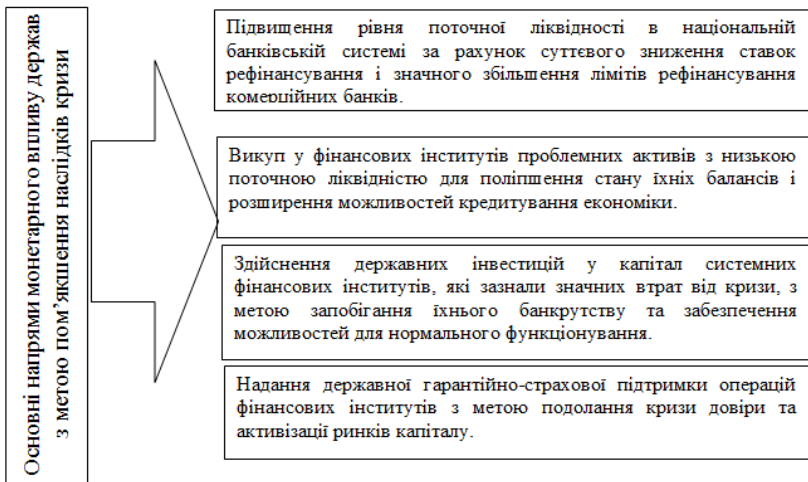 Основні напрями монетарного впливу держав
з метою пом’якшення наслідків кризи
Підвищення рівня поточної ліквідності в національній
банківській системі за рахунок суттєвого зниження ставок
рефінансування і значного збільшення лімітів рефінансування
комерційних банків.
Викуп у фінансових інститутів проблемних активів з низькою
поточною ліквідністю для поліпшення стану їхніх балансів і
розширення можливостей кредитування економіки.
Здійснення державних інвестицій у капітал системних
фінансових інститутів, які зазнали значних втрат від кризи, з
метою запобігання їхнього банкрутству та забезпечення
можливостей для нормального функціонування.
Надання державної гарантійно-страхової підтримки операцій
фінансових інститутів з метою подолання кризи довіри та
активізації ринків капіталу.